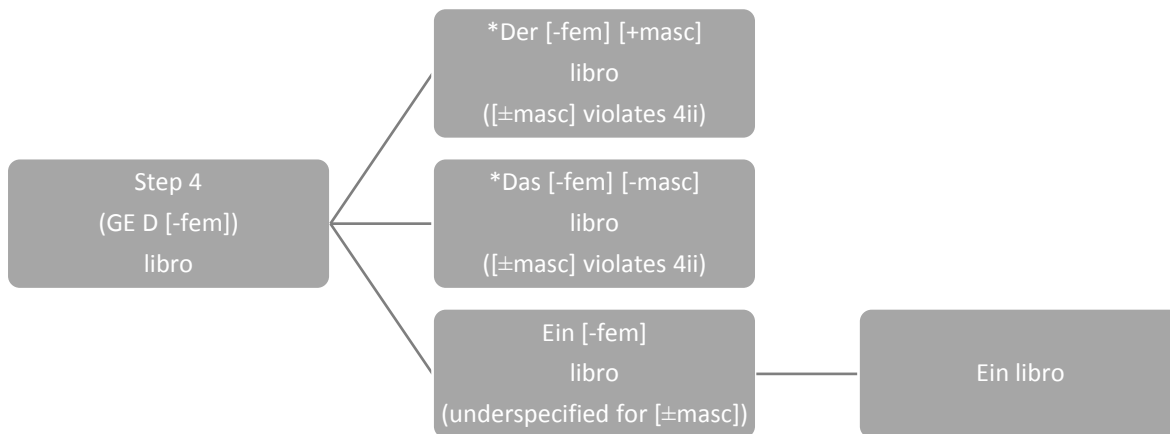 Step 4
(GE D [-fem])
libro
*Der [-fem] [+masc]
libro
([±masc] violates 4ii)
*Das [-fem] [-masc]
libro
([±masc] violates 4ii)
Ein [-fem]
libro
(underspecified for [±masc])
Ein libro